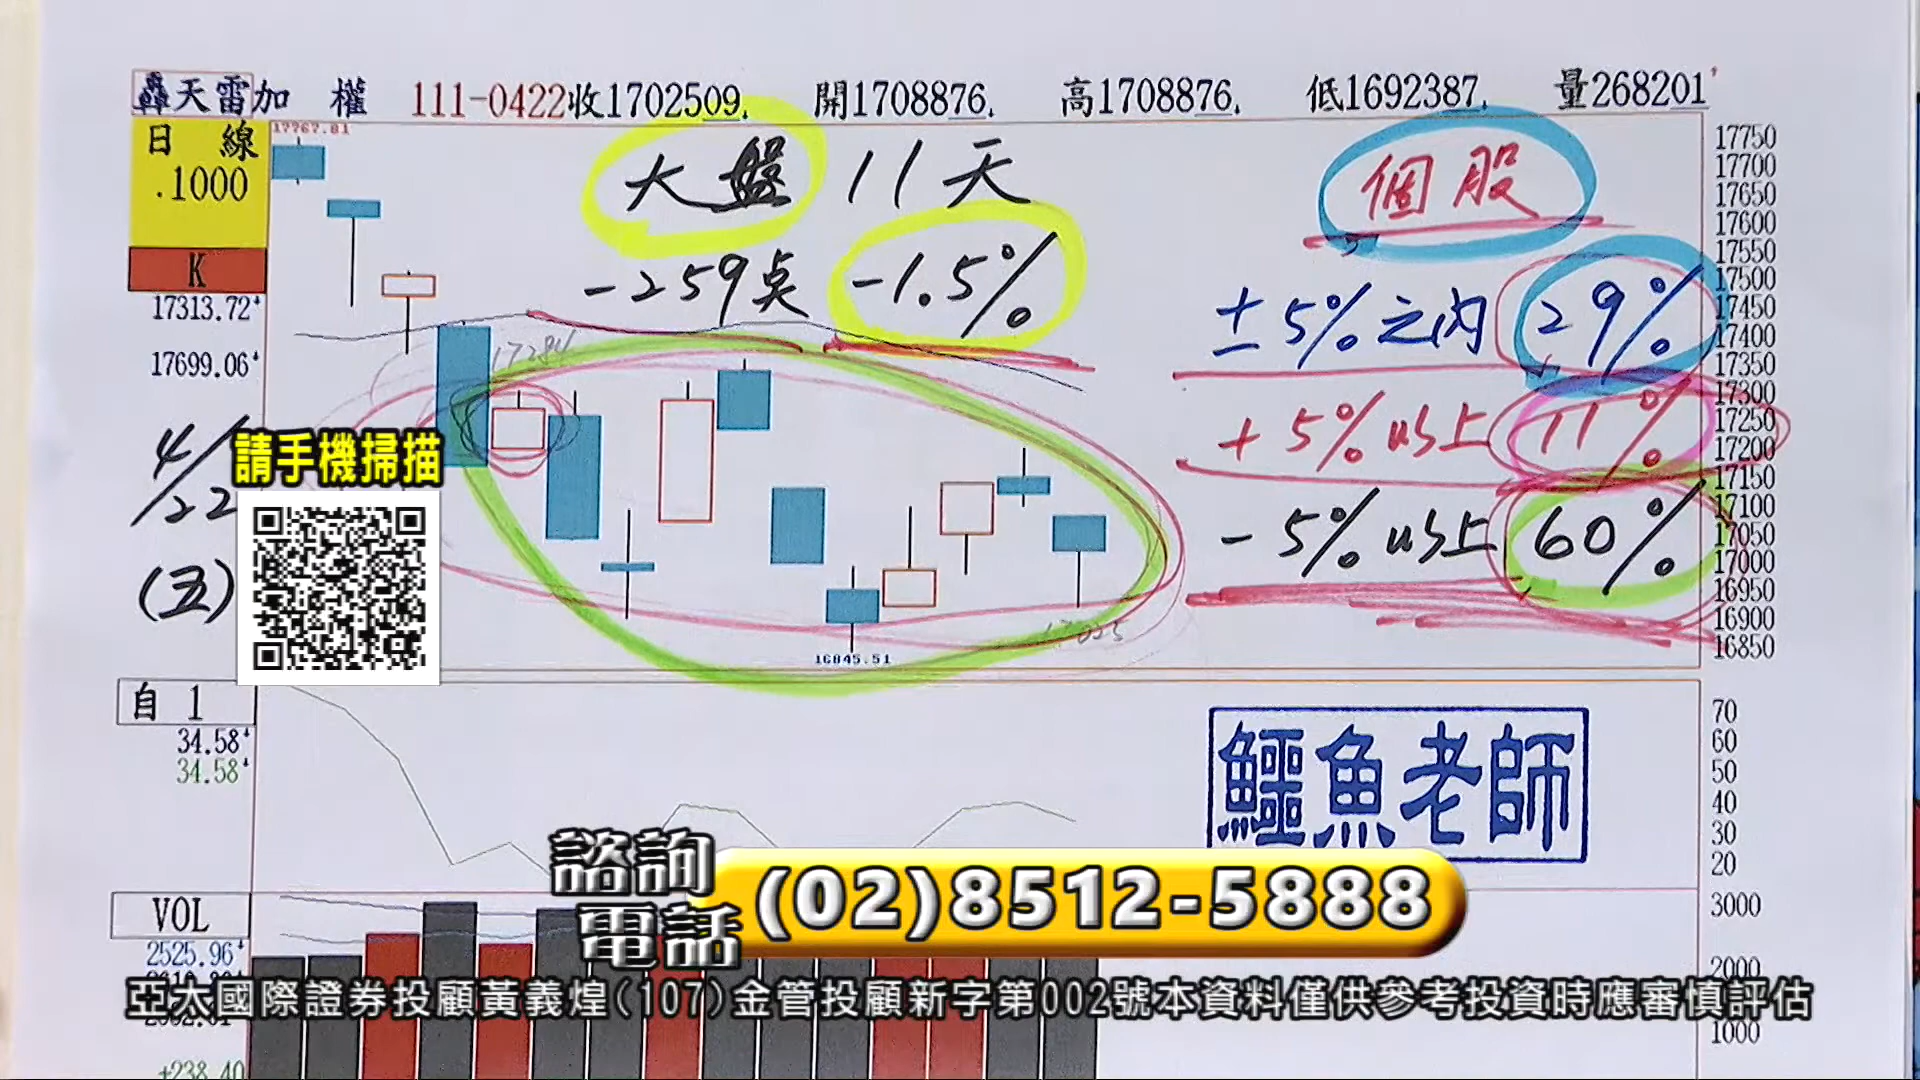 轟天雷加 權 111-0422收1702509. 開1708876. 高1708876. 低1692387. 量268201
日 線
.1000
K
17313.72
17699.06
4/22
(五)
請手機掃描
17767.81
大盤 11天
-259点 -1.5%
17284
16845.51
個股
±5%之內 29%
+5%以上 11%
-5%以上 60%
17750
17700
17650
17600
17550
17500
17450
17400
17350
17300
17250
17200
17150
17100
17050
17000
16950
16900
16850
自 1
34.58
34.58
70
60
50
40
30
20
鱷魚老師
諮詢
電話
(02)8512-5888
VOL
2525.96
3000
2000
1000
亞太國際證券投顧黃義煌(107)金管投顧新字第002號本資料僅供參考投資時應審慎評估
+238.40